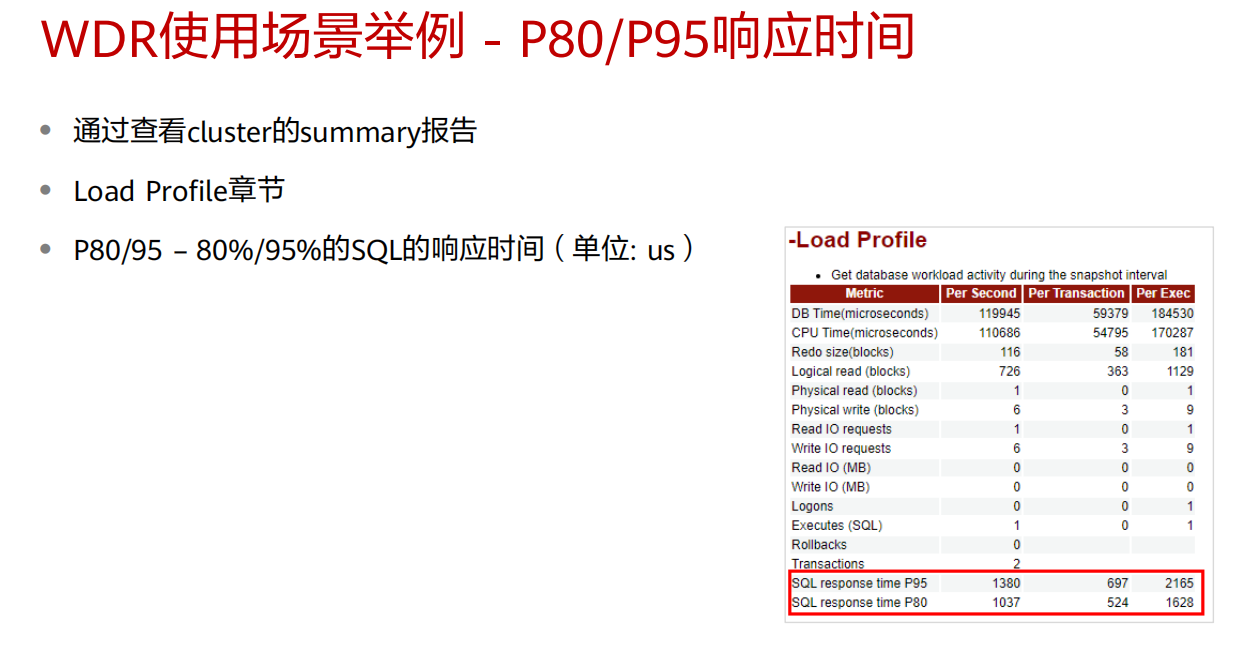 WDR使用场景举例 - P80/P95响应时间
• 通过查看cluster的summary报告
• Load Profile章节
• P80/95 – 80%/95%的SQL的响应时间（单位: us）
-Load Profile
• Get database workload activity during the snapshot interval
Metric Per Second Per Transaction Per Exec
DB Time(microseconds) 119945 59379 184530
CPU Time(microseconds) 110686 54795 170287
Redo size(blocks) 116 58 181
Logical read (blocks) 726 363 1129
Physical read (blocks) 1 0 1
Physical write (blocks) 6 3 9
Read IO requests 1 0 1
Write IO requests 6 3 9
Read IO (MB) 0 0 0
Write IO (MB) 0 0 0
Logons 0 0 1
Executes (SQL) 1 0 1
Rollbacks 0
Transactions 2
SQL response time P95 1380 697 2165
SQL response time P80 1037 524 1628